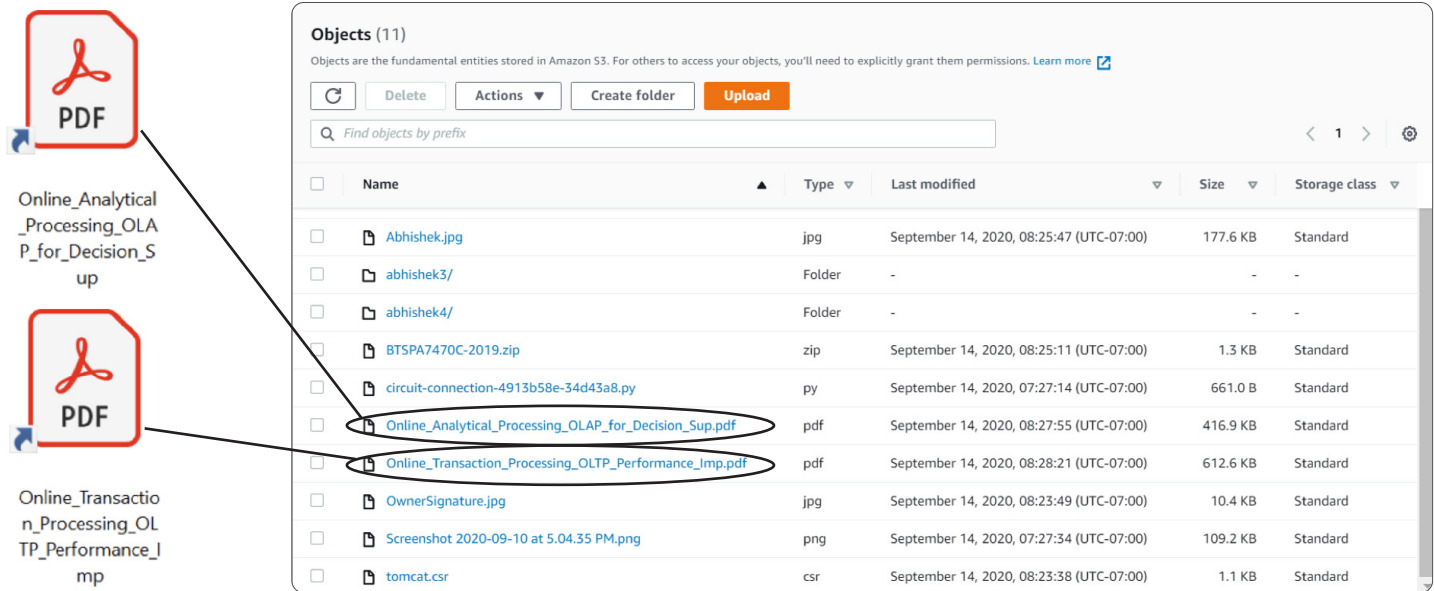 PDF
Online_Analytical
_Processing_OLA
P_for_Decision_S
up
PDF
Online_Transactio
n_Processing_OL
TP_Performance_I
mp
Objects (11)
Objects are the fundamental entities stored in Amazon S3. For others to access your objects, you'll need to explicitly grant them permissions. Learn more
Delete Actions Create folder Upload
Find objects by prefix 1
Name Type Last modified Size Storage class
Abhishek.jpg jpg September 14, 2020, 08:25:47 (UTC-07:00) 177.6 KB Standard
abhishek3/ Folder - - -
abhishek4/ Folder - - -
BTSPA7470C-2019.zip zip September 14, 2020, 08:25:11 (UTC-07:00) 1.3 KB Standard
circuit-connection-4913b58e-34d43a8.py py September 14, 2020, 07:27:14 (UTC-07:00) 661.0 B Standard
Online_Analytical_Processing_OLAP_for_Decision_Sup.pdf pdf September 14, 2020, 08:27:55 (UTC-07:00) 416.9 KB Standard
Online_Transaction_Processing_OLTP_Performance_Imp.pdf pdf September 14, 2020, 08:28:21 (UTC-07:00) 612.6 KB Standard
OwnerSignature.jpg jpg September 14, 2020, 08:23:49 (UTC-07:00) 10.4 KB Standard
Screenshot 2020-09-10 at 5.04.35 PM.png png September 14, 2020, 07:27:34 (UTC-07:00) 109.2 KB Standard
tomcat.csr csr September 14, 2020, 08:23:38 (UTC-07:00) 1.1 KB Standard